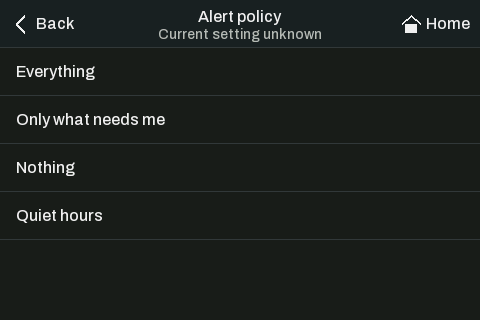 Back
Alert policy
Current setting unknown
Home
Everything
Only what needs me
Nothing
Quiet hours